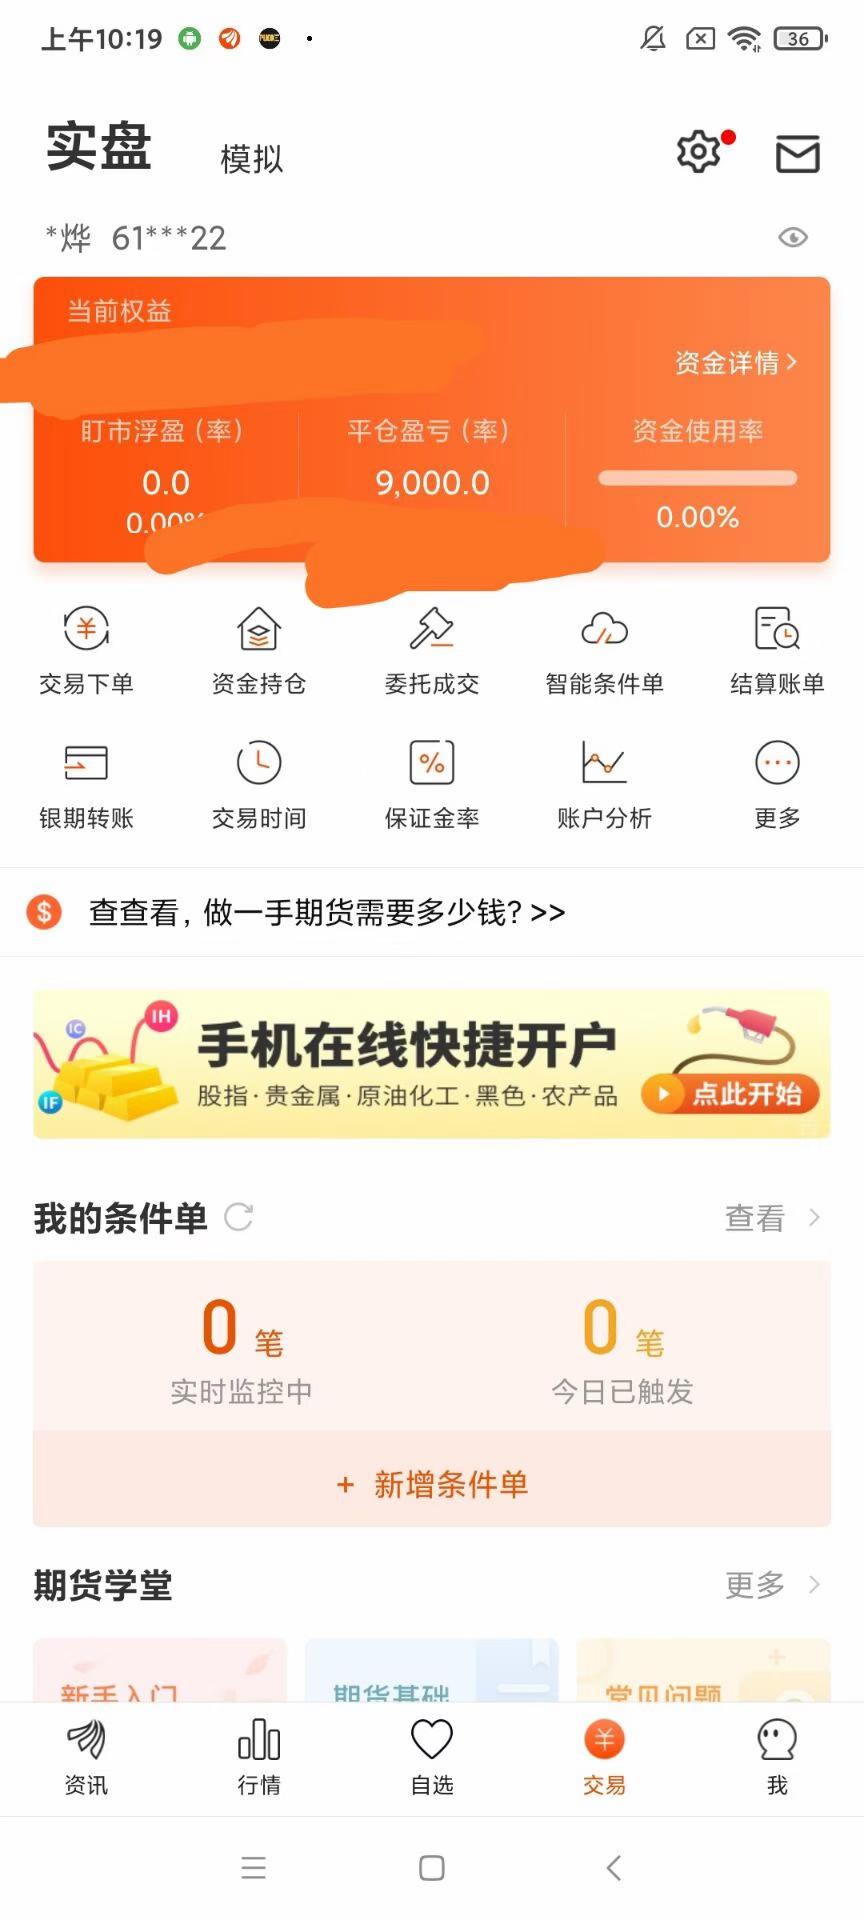 上午10:19
36
实盘 模拟
*烨 61***22
当前权益
资金详情>
盯市浮盈(率) 平仓盈亏(率) 资金使用率
0.0 9,000.0
0.00% 0.00%
交易下单 资金持仓 委托成交 智能条件单 结算账单
银期转账 交易时间 保证金率 账户分析 更多
查查看, 做一手期货需要多少钱? >>
IH
IC
IF
手机在线快捷开户
股指·贵金属·原油化工·黑色·农产品
点此开始
我的条件单 查看 >
0 笔 0 笔
实时监控中 今日已触发
+ 新增条件单
期货学堂 更多 >
新手入门 期货基础 常见问题
资讯 行情 自选 交易 我